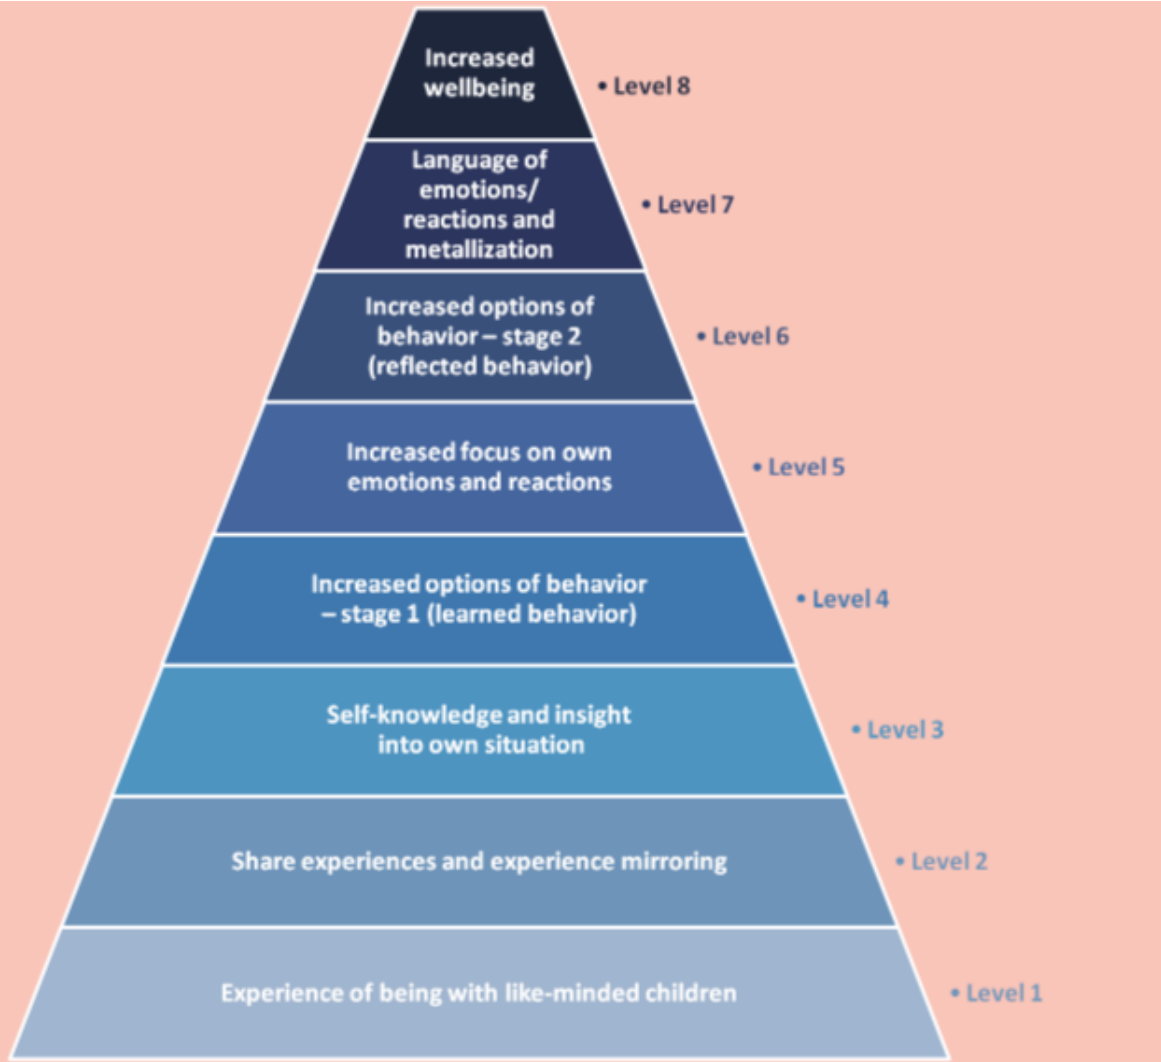 Increased
wellbeing
• Level 8
Language of
emotions/
reactions and
metallization
• Level 7
Increased options of
behavior – stage 2
(reflected behavior)
• Level 6
Increased focus on own
emotions and reactions
• Level 5
Increased options of behavior
– stage 1 (learned behavior)
• Level 4
Self-knowledge and insight
into own situation
• Level 3
Share experiences and experience mirroring
• Level 2
Experience of being with like-minded children
• Level 1